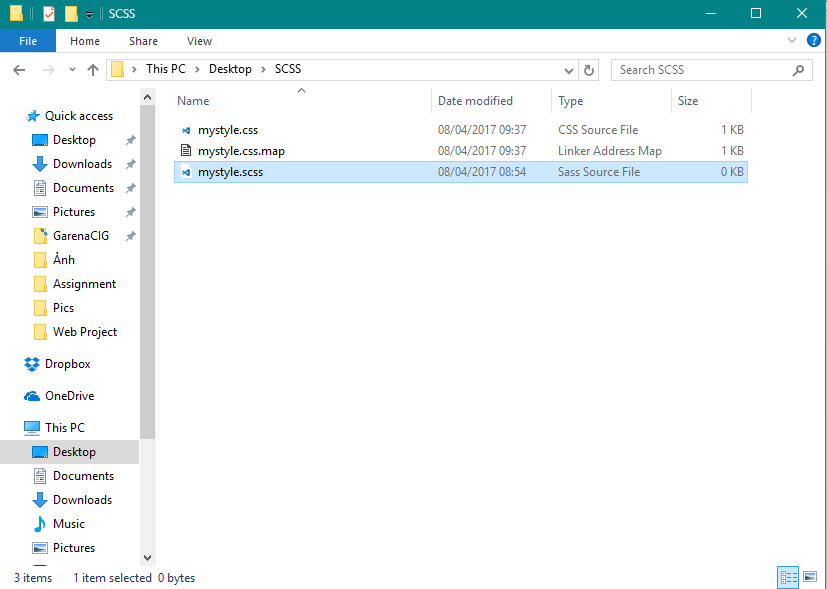 SCSS
File Home Share View
This PC Desktop SCSS Search SCSS
Name Date modified Type Size
mystyle.css 08/04/2017 09:37 CSS Source File 1 KB
mystyle.css.map 08/04/2017 09:37 Linker Address Map 1 KB
mystyle.scss 08/04/2017 08:54 Sass Source File 0 KB
Quick access
Desktop
Downloads
Documents
Pictures
GarenaCIG
Ảnh
Assignment
Pics
Web Project
Dropbox
OneDrive
This PC
Desktop
Documents
Downloads
Music
Pictures
3 items 1 item selected 0 bytes